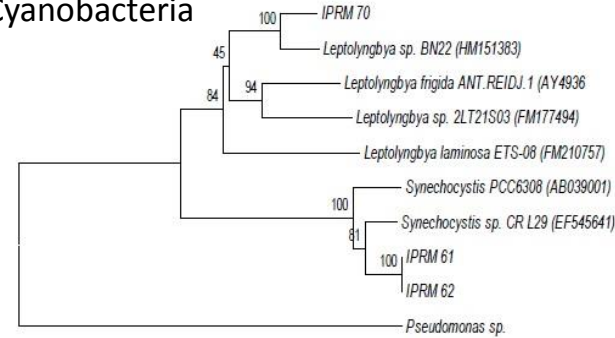 Cyanobacteria
100
IPRM 70
Leptolyngbya sp. BN22 (HM151383)
45
94
Leptolyngbya frigida ANT.REIDJ.1 (AY4936
84
Leptolyngbya sp. 2LT21S03 (FM177494)
Leptolyngbya laminosa ETS-08 (FM210757)
Synechocystis PCC6308 (AB039001)
100
Synechocystis sp. CR L29 (EF545641)
81
100
IPRM 61
IPRM 62
Pseudomonas sp.